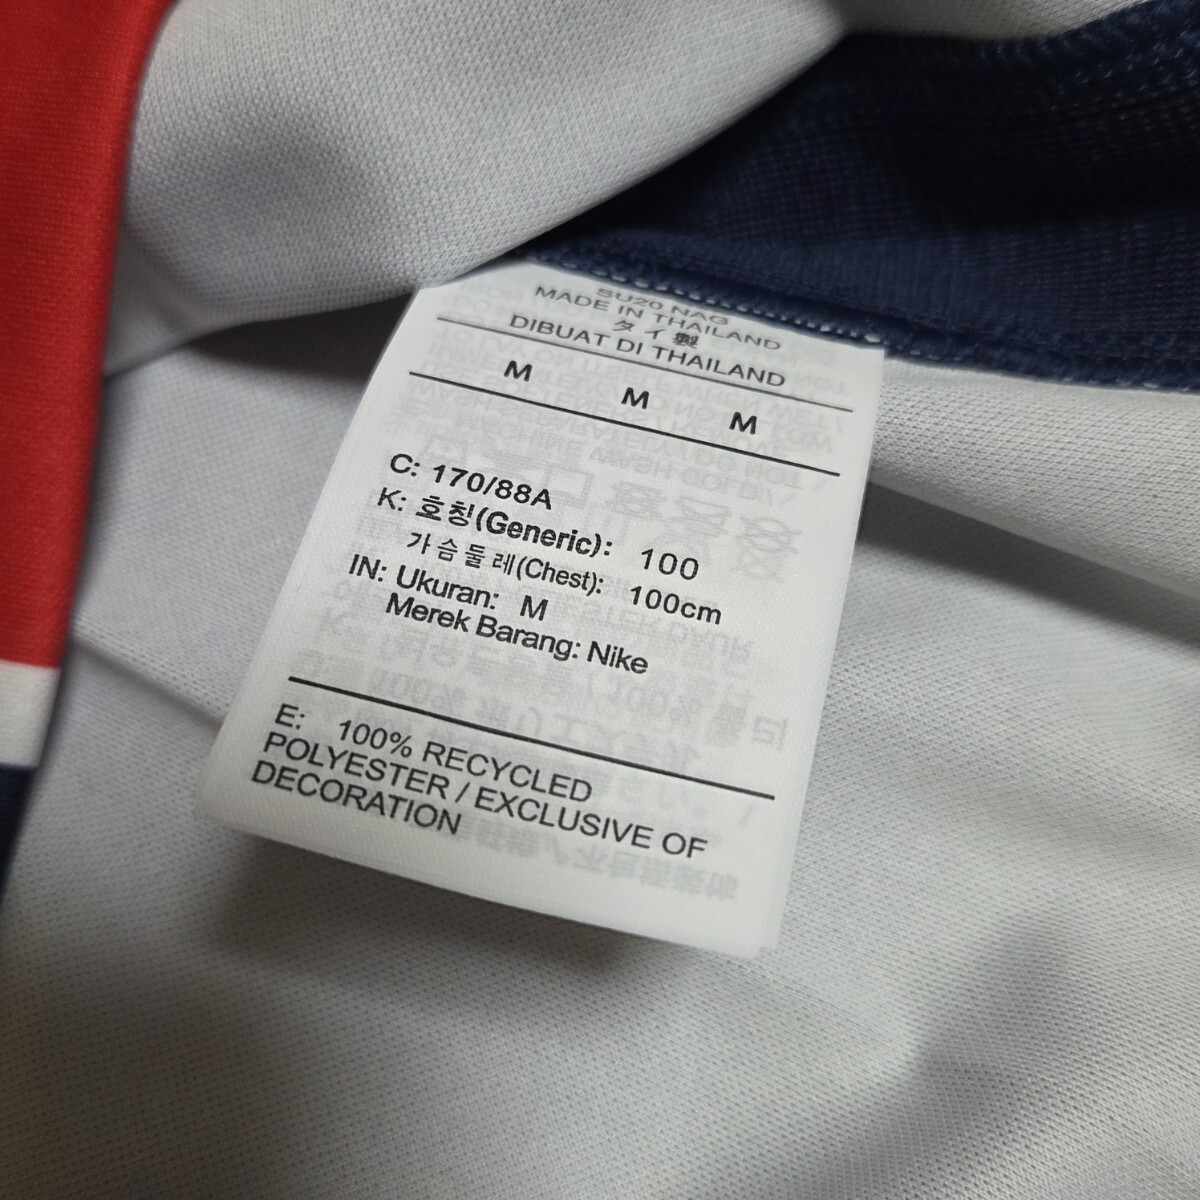 SU20 NAG
MADE IN THAILAND
タイ製
DIBUAT DI THAILAND
M M M
C: 170/88A
K: 호칭(Generic): 100
가슴둘레(Chest): 100cm
IN: Ukuran: M
Merek Barang: Nike
E: 100% RECYCLED
POLYESTER / EXCLUSIVE OF
DECORATION